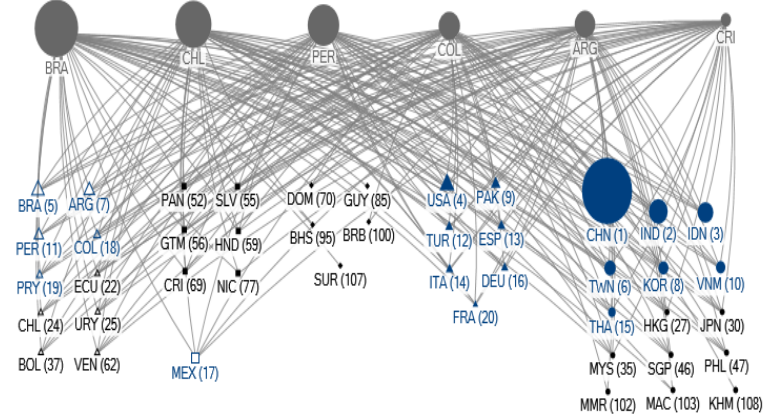 BRA
CHL
PER
COL
ARG
CRI
BRA (5) ARG (7) PAN (52) SLV (55) DOM (70) GUY (85) USA (4) PAK (9) CHN (1) IND (2) IDN (3)
PER (11) COL (18) GTM (56) HND (59) BHS (95) BRB (100) TUR (12) ESP (13) TWN (6) KOR (8) VNM (10)
PRY (19) ECU (22) CRI (69) NIC (77) SUR (107) ITA (14) DEU (16) THA (15) HKG (27) JPN (30)
CHL (24) URY (25) FRA (20)
BOL (37) VEN (62) MEX (17) MYS (35) SGP (46) PHL (47)
MMR (102) MAC (103) KHM (108)